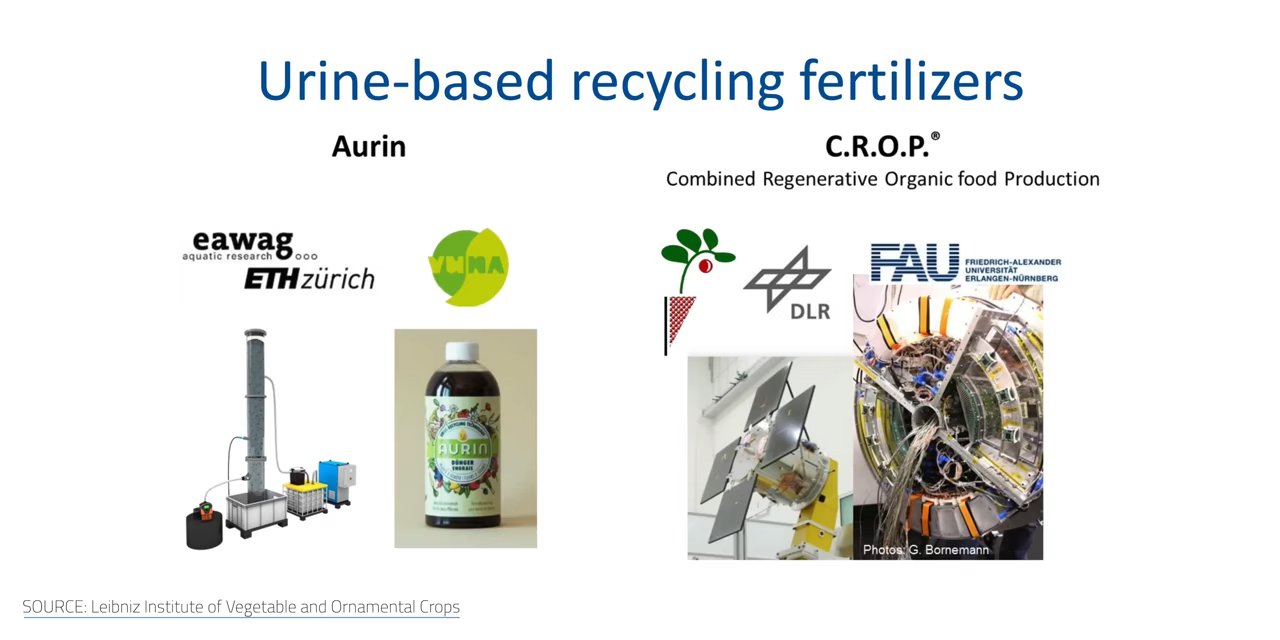 Urine-based recycling fertilizers
Aurin
C.R.O.P.®
Combined Regenerative Organic food Production
eawag
aquatic research
ETH zürich
VUNA
DLR
FAU
FRIEDRICH-ALEXANDER
UNIVERSITÄT
ERLANGEN-NÜRNBERG
AURIN
DÜNGER
ENGRAIS
Photos: G. Bornemann
SOURCE: Leibniz Institute of Vegetable and Ornamental Crops